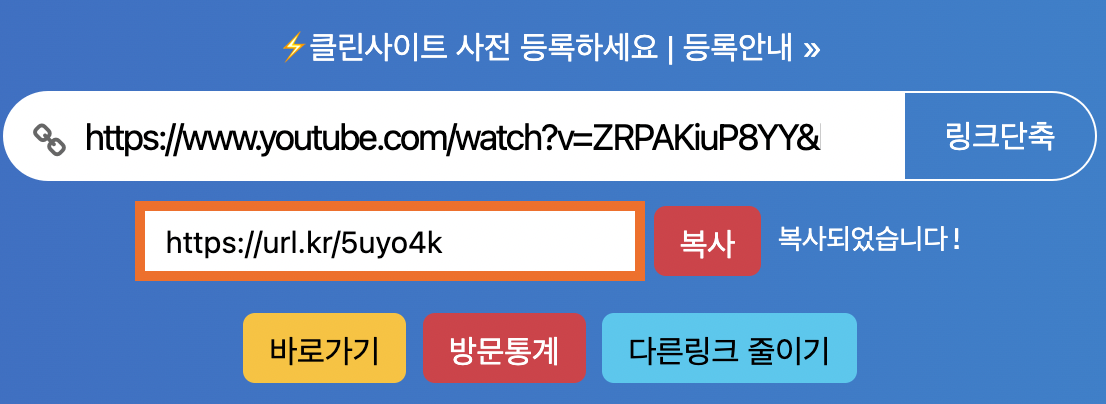 ⚡클린사이트 사전 등록하세요 | 등록안내 »
https://www.youtube.com/watch?v=ZRPAKiuP8YY&
링크단축
https://url.kr/5uyo4k
복사
복사되었습니다!
바로가기
방문통계
다른링크 줄이기